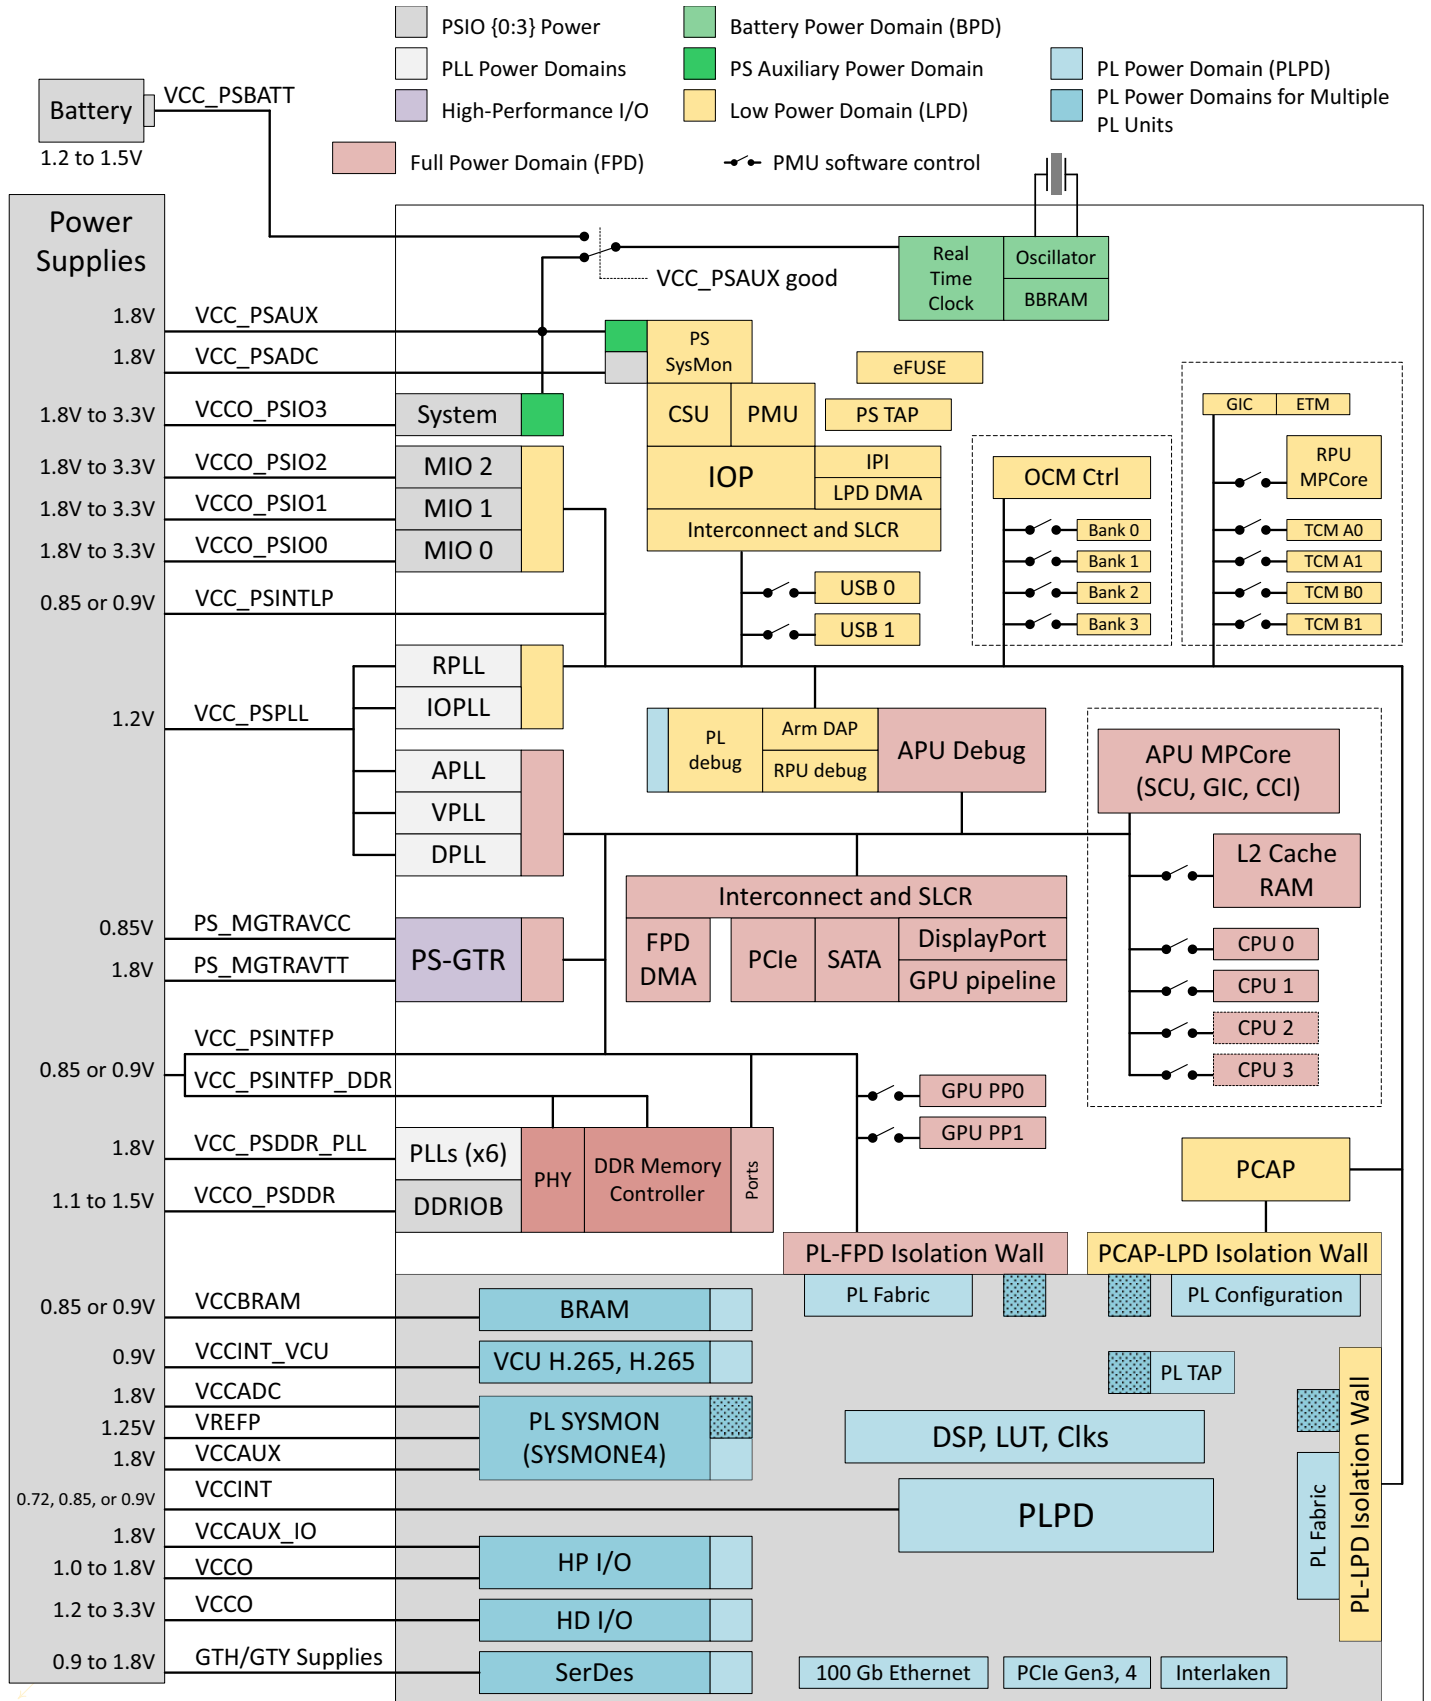 PSIO {0:3} Power
Battery Power Domain (BPD)
PLL Power Domains
PS Auxiliary Power Domain
PL Power Domain (PLPD)
High-Performance I/O
Low Power Domain (LPD)
PL Power Domains for Multiple
PL Units
Full Power Domain (FPD)
PMU software control
Battery
VCC_PSBATT
1.2 to 1.5V
Power
Supplies
VCC_PSAUX good
Real
Time
Clock
Oscillator
BBRAM
1.8V
VCC_PSAUX
1.8V
VCC_PSADC
PS
SysMon
eFUSE
1.8V to 3.3V
VCCO_PSIO3
System
CSU
PMU
PS TAP
GIC
ETM
1.8V to 3.3V
VCCO_PSIO2
MIO 2
IOP
IPI
LPD DMA
OCM Ctrl
RPU
MPCore
1.8V to 3.3V
VCCO_PSIO1
MIO 1
1.8V to 3.3V
VCCO_PSIO0
MIO 0
Interconnect and SLCR
Bank 0
Bank 1
Bank 2
Bank 3
TCM A0
TCM A1
TCM B0
TCM B1
0.85 or 0.9V
VCC_PSINTLP
USB 0
USB 1
RPLL
IOPLL
1.2V
VCC_PSPLL
APLL
VPLL
DPLL
PL
debug
Arm DAP
RPU debug
APU Debug
APU MPCore
(SCU, GIC, CCI)
L2 Cache
RAM
CPU 0
CPU 1
CPU 2
CPU 3
Interconnect and SLCR
FPD
DMA
PCIe
SATA
DisplayPort
GPU pipeline
0.85V
PS_MGTRAVCC
1.8V
PS_MGTRAVTT
PS-GTR
VCC_PSINTFP
0.85 or 0.9V
VCC_PSINTFP_DDR
GPU PP0
GPU PP1
1.8V
VCC_PSDDR_PLL
PLLs (x6)
PHY
DDR Memory
Controller
Ports
1.1 to 1.5V
VCCO_PSDDR
DDRIOB
PCAP
PL-FPD Isolation Wall
PCAP-LPD Isolation Wall
PL Fabric
PL Configuration
0.85 or 0.9V
VCCBRAM
BRAM
0.9V
VCCINT_VCU
VCU H.265, H.265
PL TAP
1.8V
VCCADC
1.25V
VREFP
1.8V
VCCAUX
PL SYSMON
(SYSMONE4)
DSP, LUT, Clks
0.72, 0.85, or 0.9V
VCCINT
PLPD
PL Fabric
PL-LPD Isolation Wall
1.8V
VCCAUX_IO
1.0 to 1.8V
VCCO
HP I/O
1.2 to 3.3V
VCCO
HD I/O
0.9 to 1.8V
GTH/GTY Supplies
SerDes
100 Gb Ethernet
PCIe Gen3, 4
Interlaken